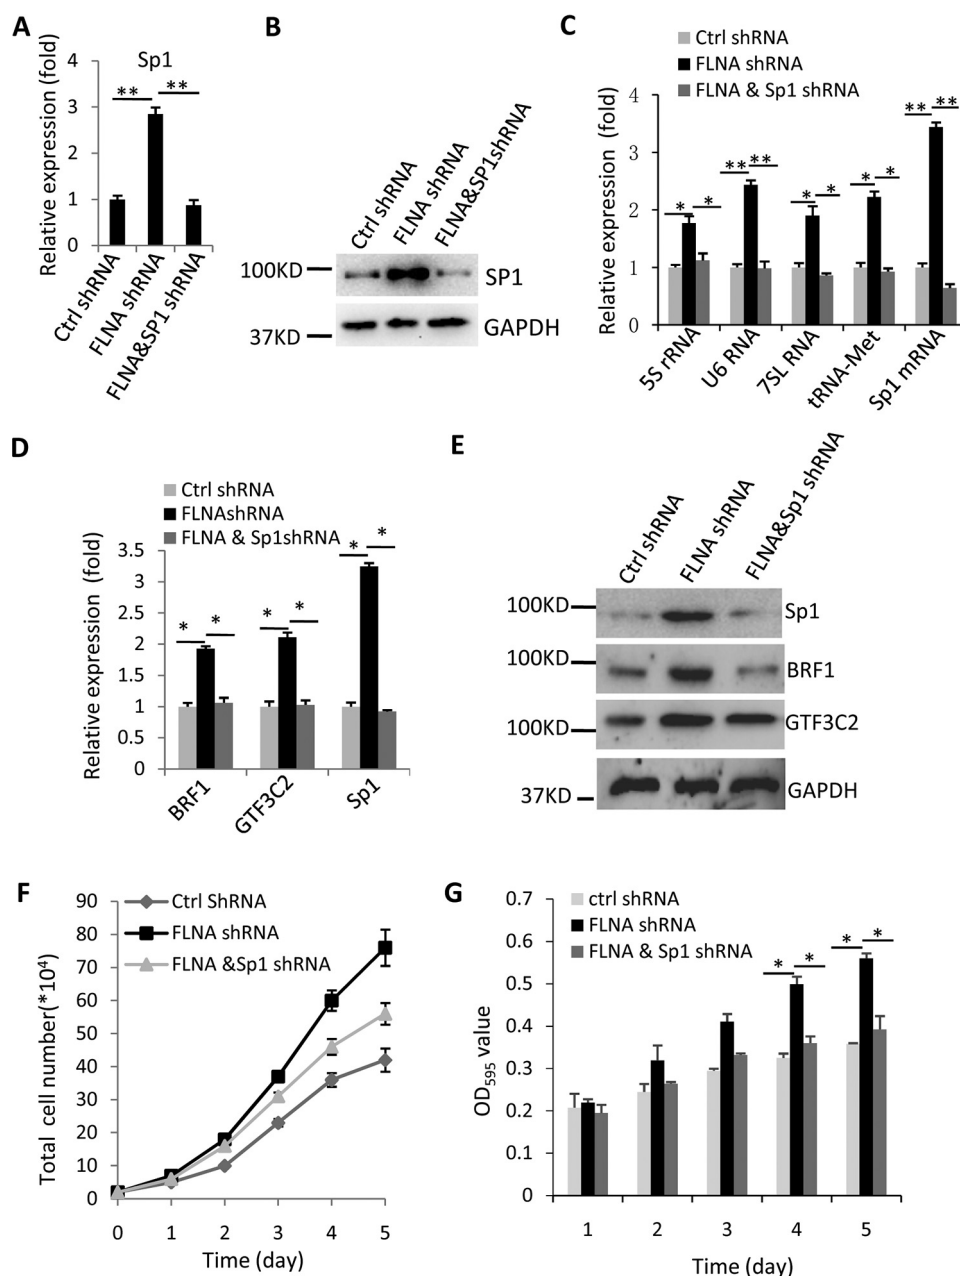 A
Sp1
Relative expression (fold)
4
3
2
1
0
** **
Ctrl shRNA
FLNA shRNA
FLNA&SP1 shRNA
B
Ctrl shRNA
FLNA shRNA
FLNA&SP1shRNA
100KD
SP1
37KD
GAPDH
C
Ctrl shRNA
FLNA shRNA
FLNA & Sp1 shRNA
Relative expression (fold)
4
2
1
0
* *
** **
* *
* *
** **
5S rRNA
U6 RNA
7SL RNA
tRNA-Met
Sp1 mRNA
D
Ctrl shRNA
FLNAshRNA
FLNA & Sp1shRNA
Relative expression (fold)
3.5
3
2.5
2
1.5
1
0.5
0
* *
* *
* *
BRF1
GTF3C2
Sp1
E
Ctrl shRNA
FLNA shRNA
FLNA&Sp1 shRNA
100KD
Sp1
100KD
BRF1
100KD
GTF3C2
37KD
GAPDH
F
Ctrl ShRNA
FLNA shRNA
FLNA &Sp1 shRNA
Total cell number(*10⁴)
90
80
70
60
50
40
30
20
10
0
0 1 2 3 4 5
Time (day)
G
ctrl shRNA
FLNA shRNA
FLNA & Sp1 shRNA
OD₅₉₅ value
0.7
0.6
0.5
0.4
0.3
0.2
0.1
0
* *
* *
1 2 3 4 5
Time (day)